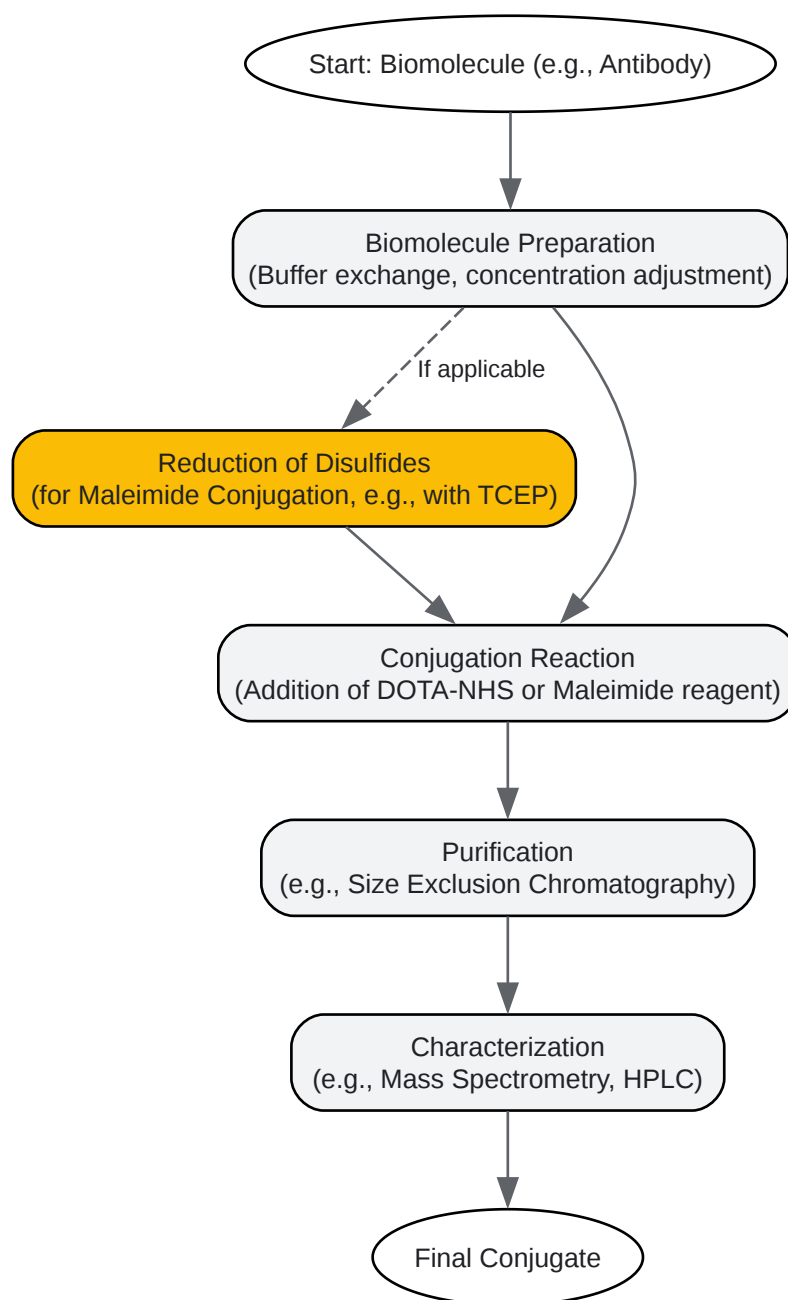 Start: Biomolecule (e.g., Antibody)
Biomolecule Preparation
(Buffer exchange, concentration adjustment)
If applicable
Reduction of Disulfides
(for Maleimide Conjugation, e.g., with TCEP)
Conjugation Reaction
(Addition of DOTA-NHS or Maleimide reagent)
Purification
(e.g., Size Exclusion Chromatography)
Characterization
(e.g., Mass Spectrometry, HPLC)
Final Conjugate